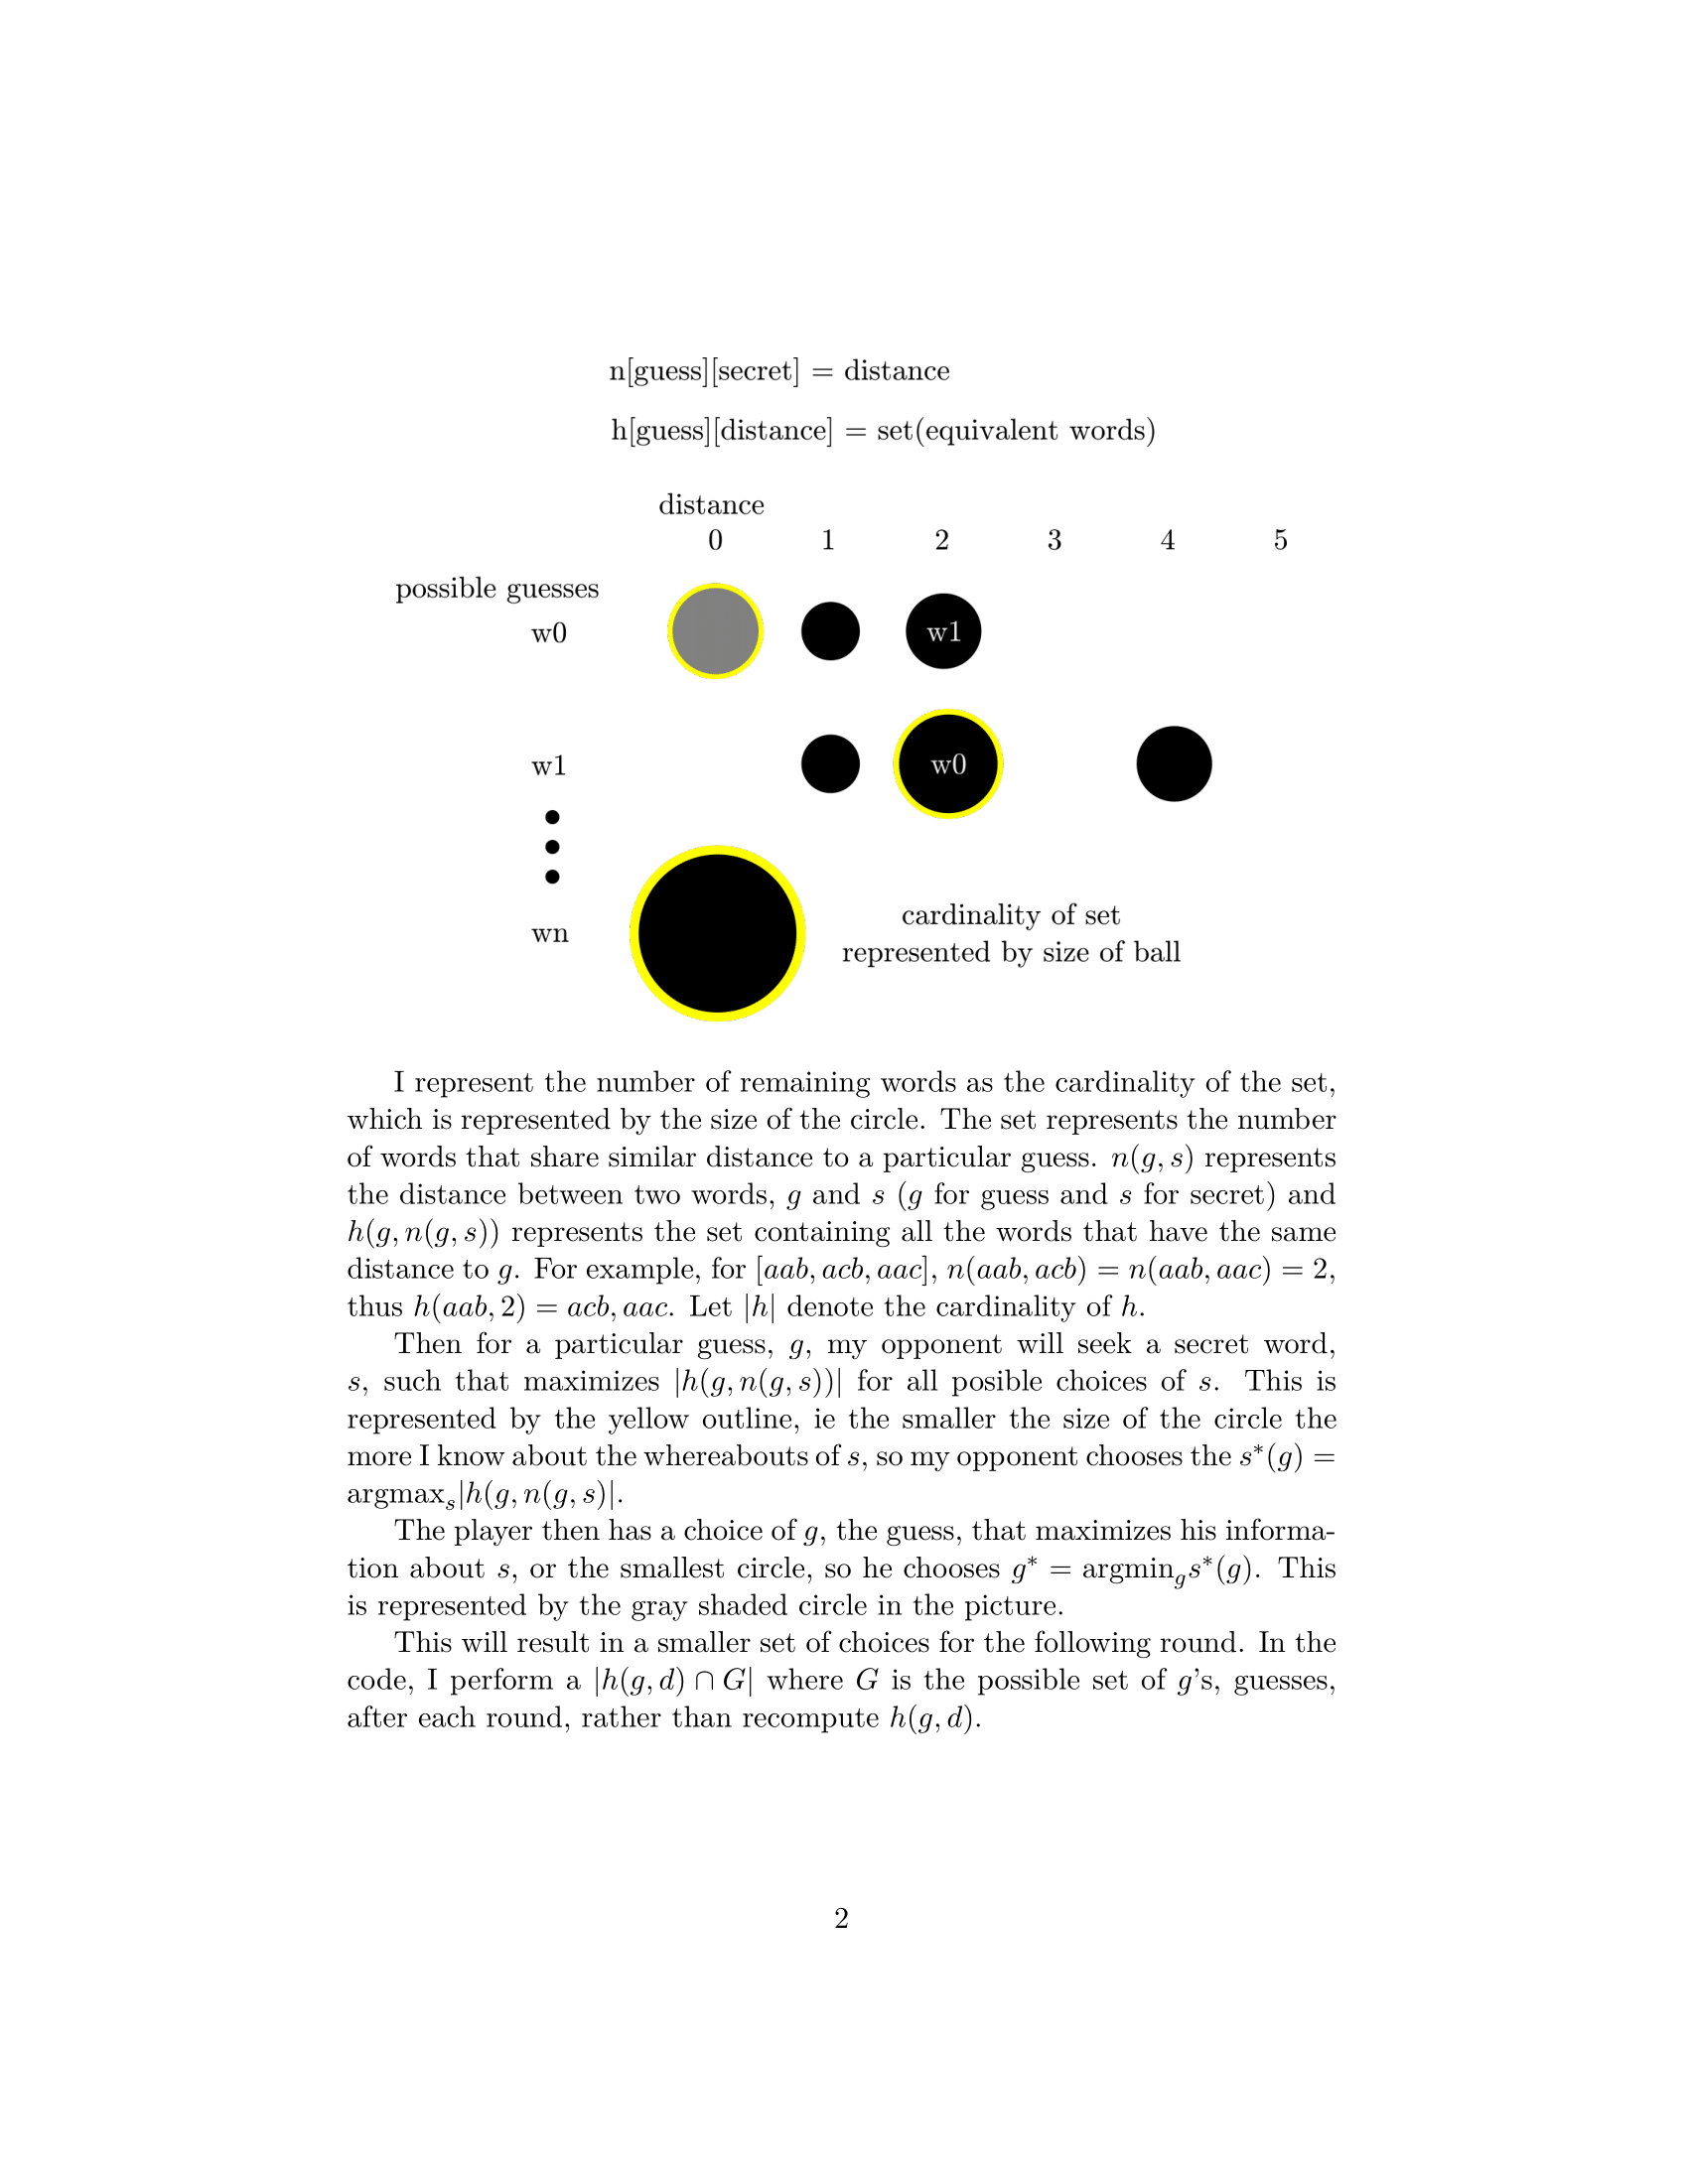 n[guess][secret] = distance
h[guess][distance] = set(equivalent words)
distance
0 1 2 3 4 5
possible guesses
w0
w1
w1
w0
wn
cardinality of set
represented by size of ball
I represent the number of remaining words as the cardinality of the set,
which is represented by the size of the circle. The set represents the number
of words that share similar distance to a particular guess. n(g, s) represents
the distance between two words, g and s (g for guess and s for secret) and
h(g, n(g, s)) represents the set containing all the words that have the same
distance to g. For example, for [aab, acb, aac], n(aab, acb) = n(aab, aac) = 2,
thus h(aab, 2) = acb, aac. Let |h| denote the cardinality of h.
Then for a particular guess, g, my opponent will seek a secret word,
s, such that maximizes |h(g, n(g, s))| for all posible choices of s. This is
represented by the yellow outline, ie the smaller the size of the circle the
more I know about the whereabouts of s, so my opponent chooses the s*(g) =
argmaxₛ|h(g, n(g, s)|.
The player then has a choice of g, the guess, that maximizes his informa-
tion about s, or the smallest circle, so he chooses g* = argmin_g s*(g). This
is represented by the gray shaded circle in the picture.
This will result in a smaller set of choices for the following round. In the
code, I perform a |h(g, d) ∩ G| where G is the possible set of g's, guesses,
after each round, rather than recompute h(g, d).
2